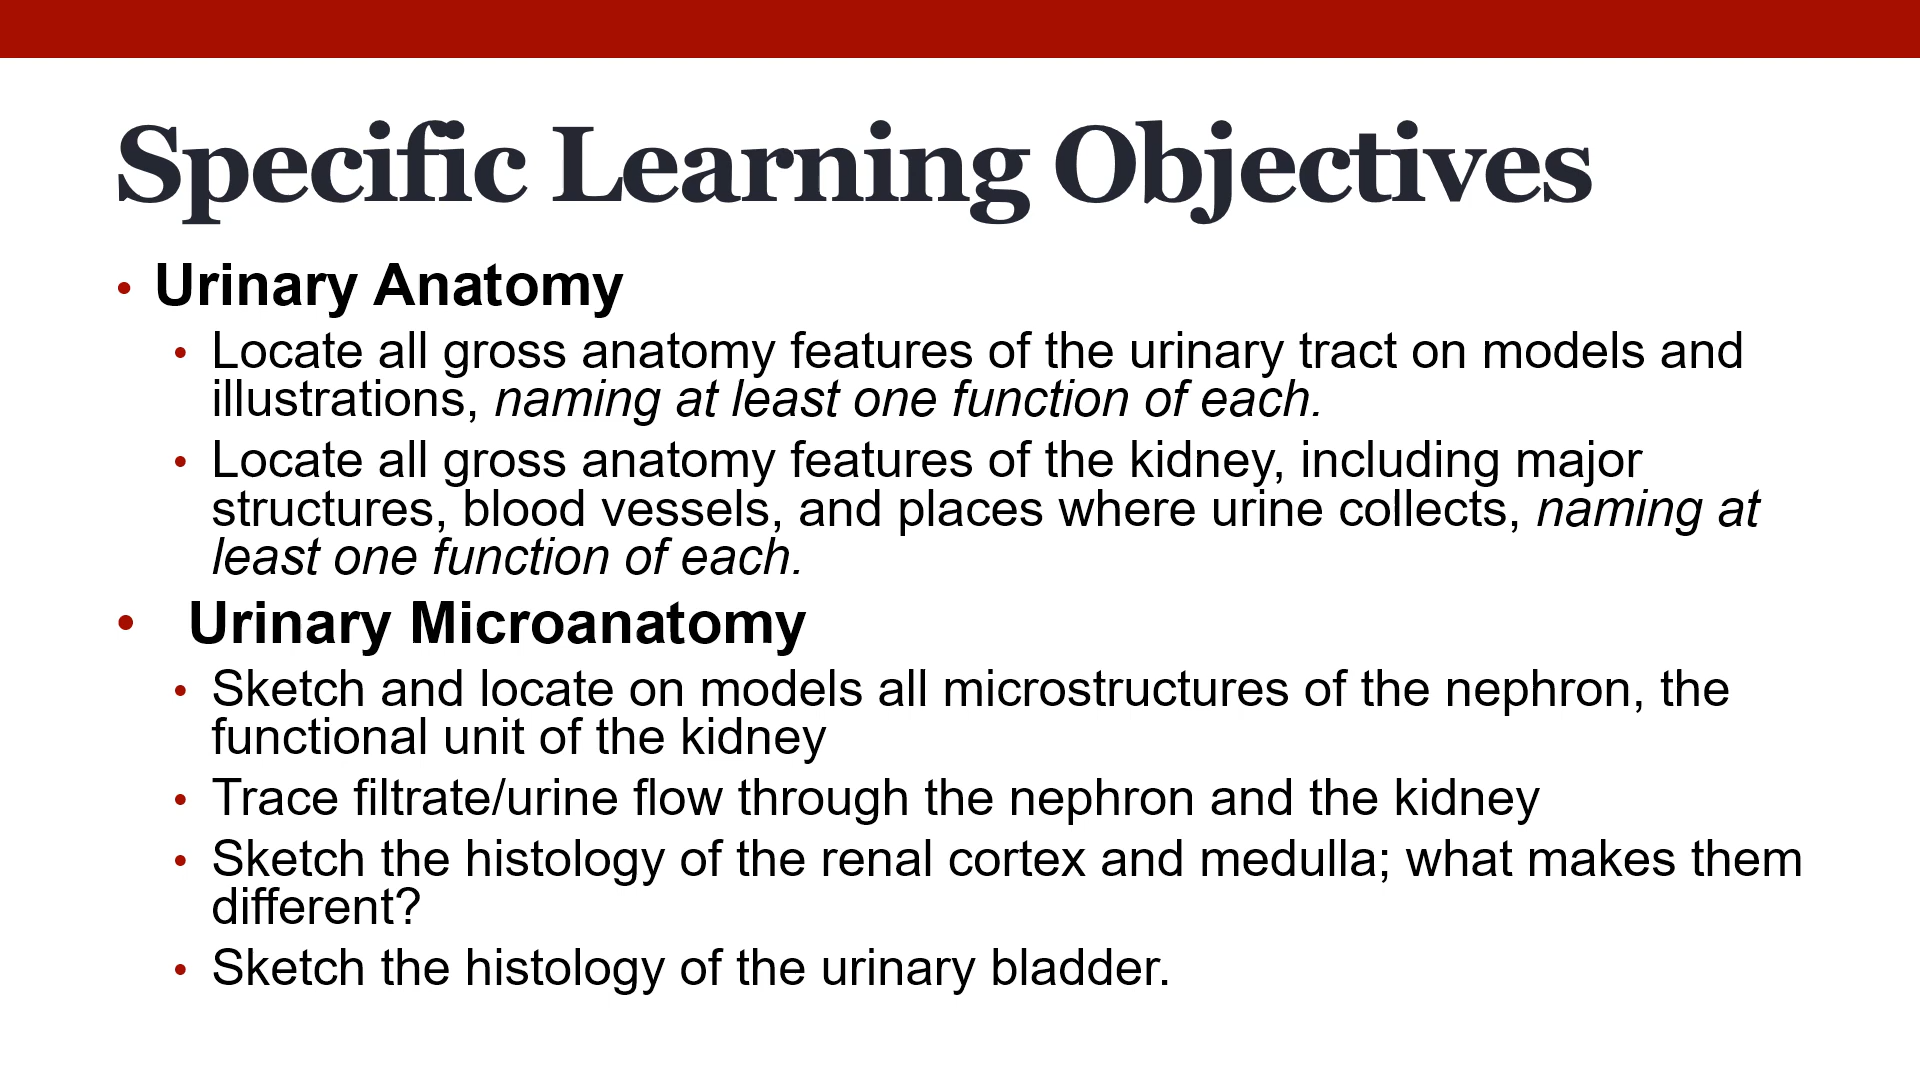 Specific Learning Objectives
• Urinary Anatomy
• Locate all gross anatomy features of the urinary tract on models and
illustrations, naming at least one function of each.
• Locate all gross anatomy features of the kidney, including major
structures, blood vessels, and places where urine collects, naming at
least one function of each.
• Urinary Microanatomy
• Sketch and locate on models all microstructures of the nephron, the
functional unit of the kidney
• Trace filtrate/urine flow through the nephron and the kidney
• Sketch the histology of the renal cortex and medulla; what makes them
different?
• Sketch the histology of the urinary bladder.